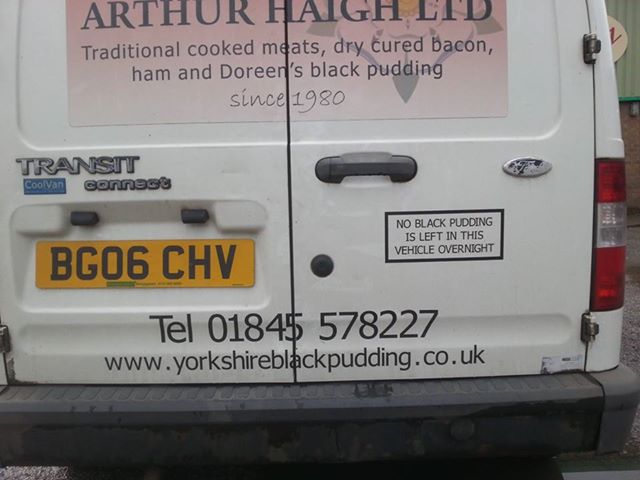 ARTHUR HAIGH LTD
Traditional cooked meats, dry cured bacon,
ham and Doreen's black pudding
since 1980
TRANSIT
CoolVan
connect
Ford
NO BLACK PUDDING
IS LEFT IN THIS
VEHICLE OVERNIGHT
BG06 CHV
Tel 01845 578227
www.yorkshireblackpudding.co.uk